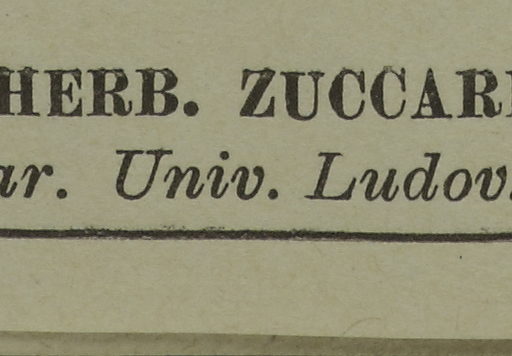 HERB. ZUCCAR
ar. Univ. Ludov.